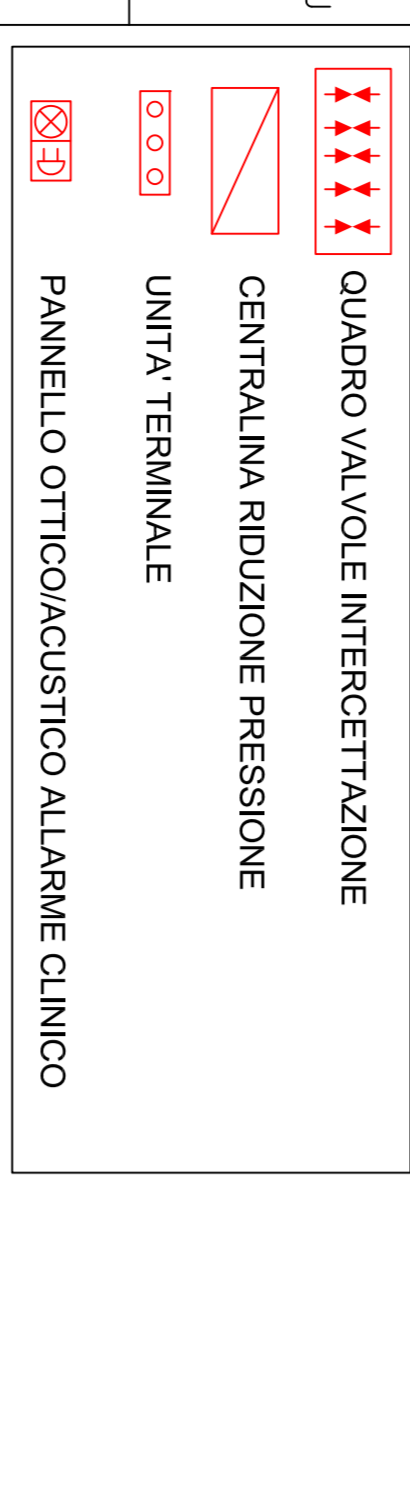 QUADRO VALVOLE INTERCETTAZIONE
CENTRALINA RIDUZIONE PRESSIONE
UNITA' TERMINALE
PANNELLO OTTICO/ACUSTICO ALLARME CLINICO